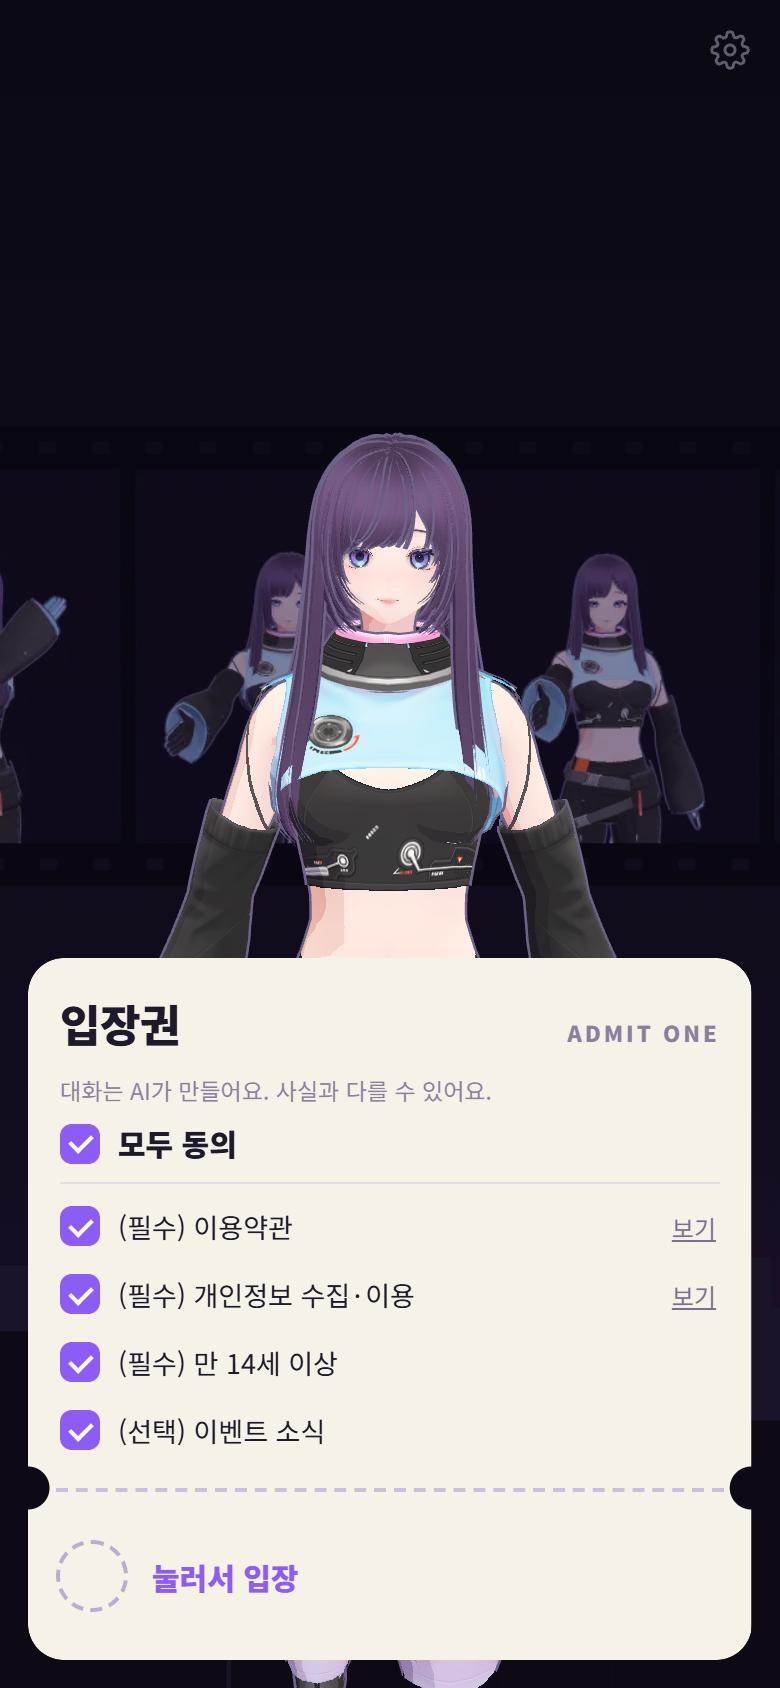 입장권
ADMIT ONE
대화는 AI가 만들어요. 사실과 다를 수 있어요.
모두 동의
(필수) 이용약관 보기
(필수) 개인정보 수집·이용 보기
(필수) 만 14세 이상
(선택) 이벤트 소식
눌러서 입장